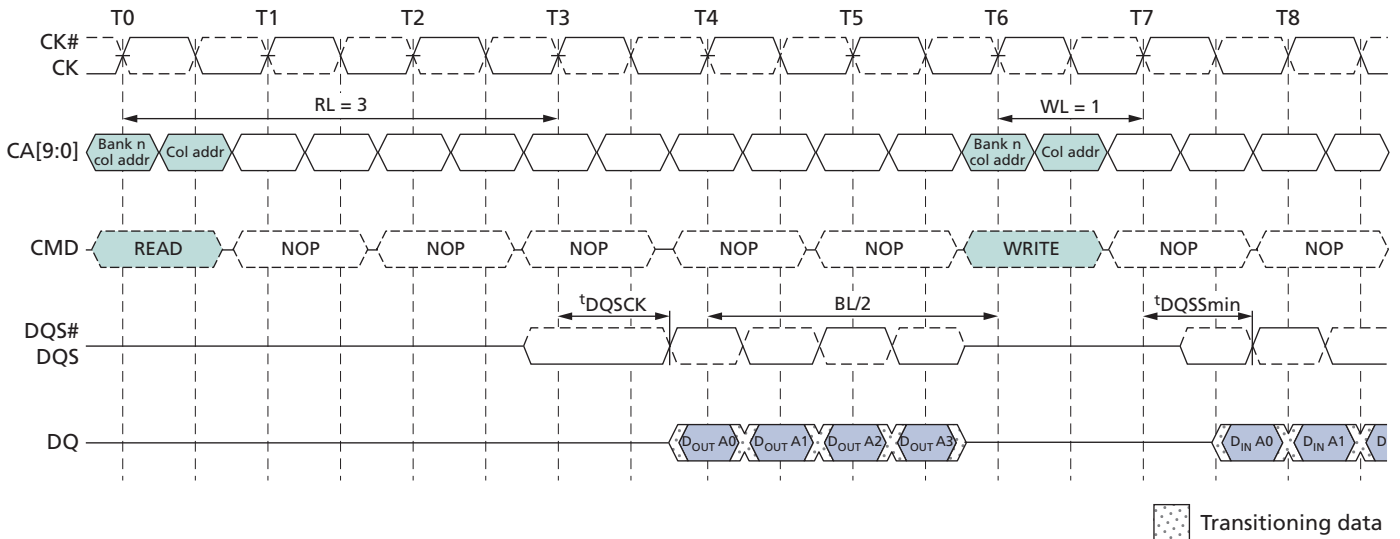 T0 T1 T2 T3 T4 T5 T6 T7 T8
CK#
CK
RL = 3 WL = 1
CA[9:0] Bank n col addr Col addr Bank n col addr Col addr
CMD READ NOP NOP NOP NOP NOP WRITE NOP NOP
tDQSCK BL/2 tDQSSmin
DQS#
DQS
DQ DOUT A0 DOUT A1 DOUT A2 DOUT A3 DIN A0 DIN A1 D
Transitioning data